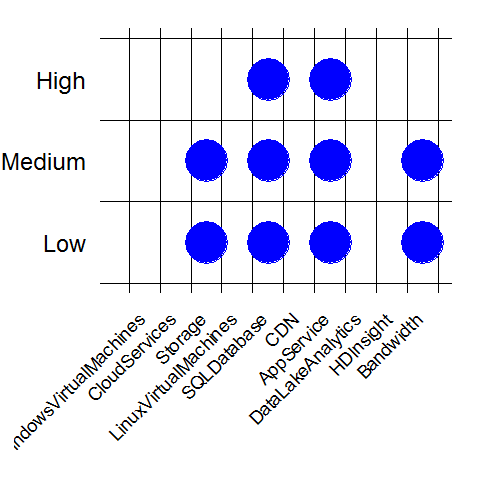 High
Medium
Low
ndowsVirtualMachines
CloudServices
Storage
LinuxVirtualMachines
SQLDatabase
CDN
AppService
DataLakeAnalytics
HDInsight
Bandwidth